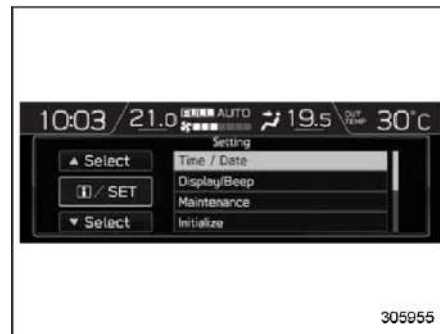 10:03 21.0 FULL AUTO 19.5 OUT TEMP 30°C
Setting
▲ Select
Time / Date
Display/Beep
i / SET
Maintenance
▼ Select
Initialize
305955